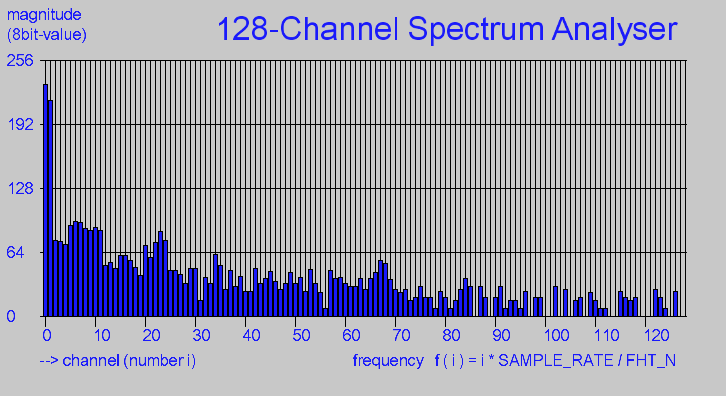 magnitude
(8bit-value)
128-Channel Spectrum Analyser
256
192
128
64
0
0 10 20 30 40 50 60 70 80 90 100 110 120
--> channel (number i)
frequency f ( i ) = i * SAMPLE_RATE / FHT_N